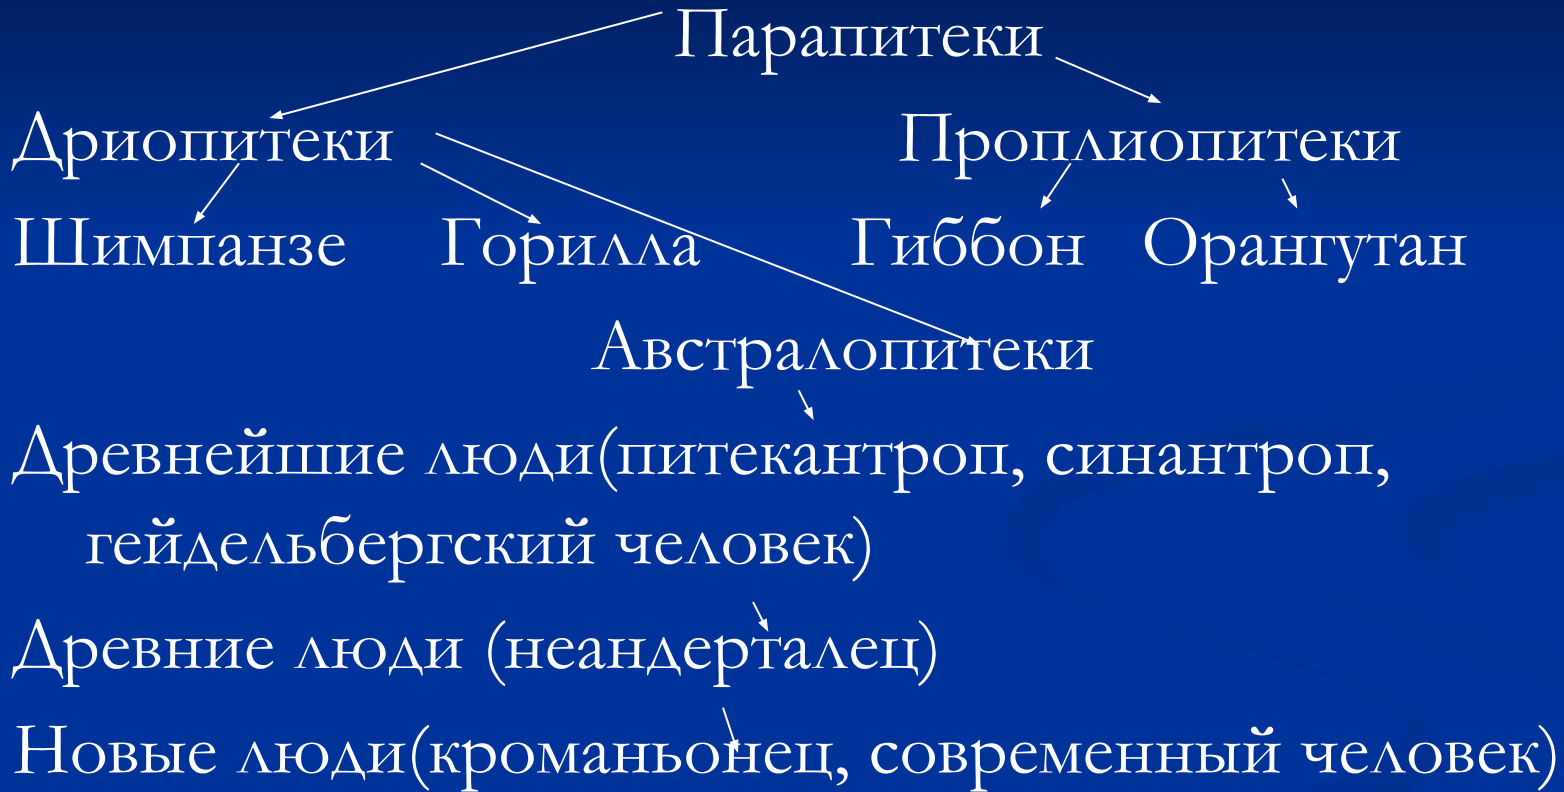 Парапитеки
Дриопитеки Проплиопитеки
Шимпанзе Горилла Гиббон Орангутан
Австралопитеки
Древнейшие люди(питекантроп, синантроп,
гейдельбергский человек)
Древние люди (неандерталец)
Новые люди(кроманьонец, современный человек)